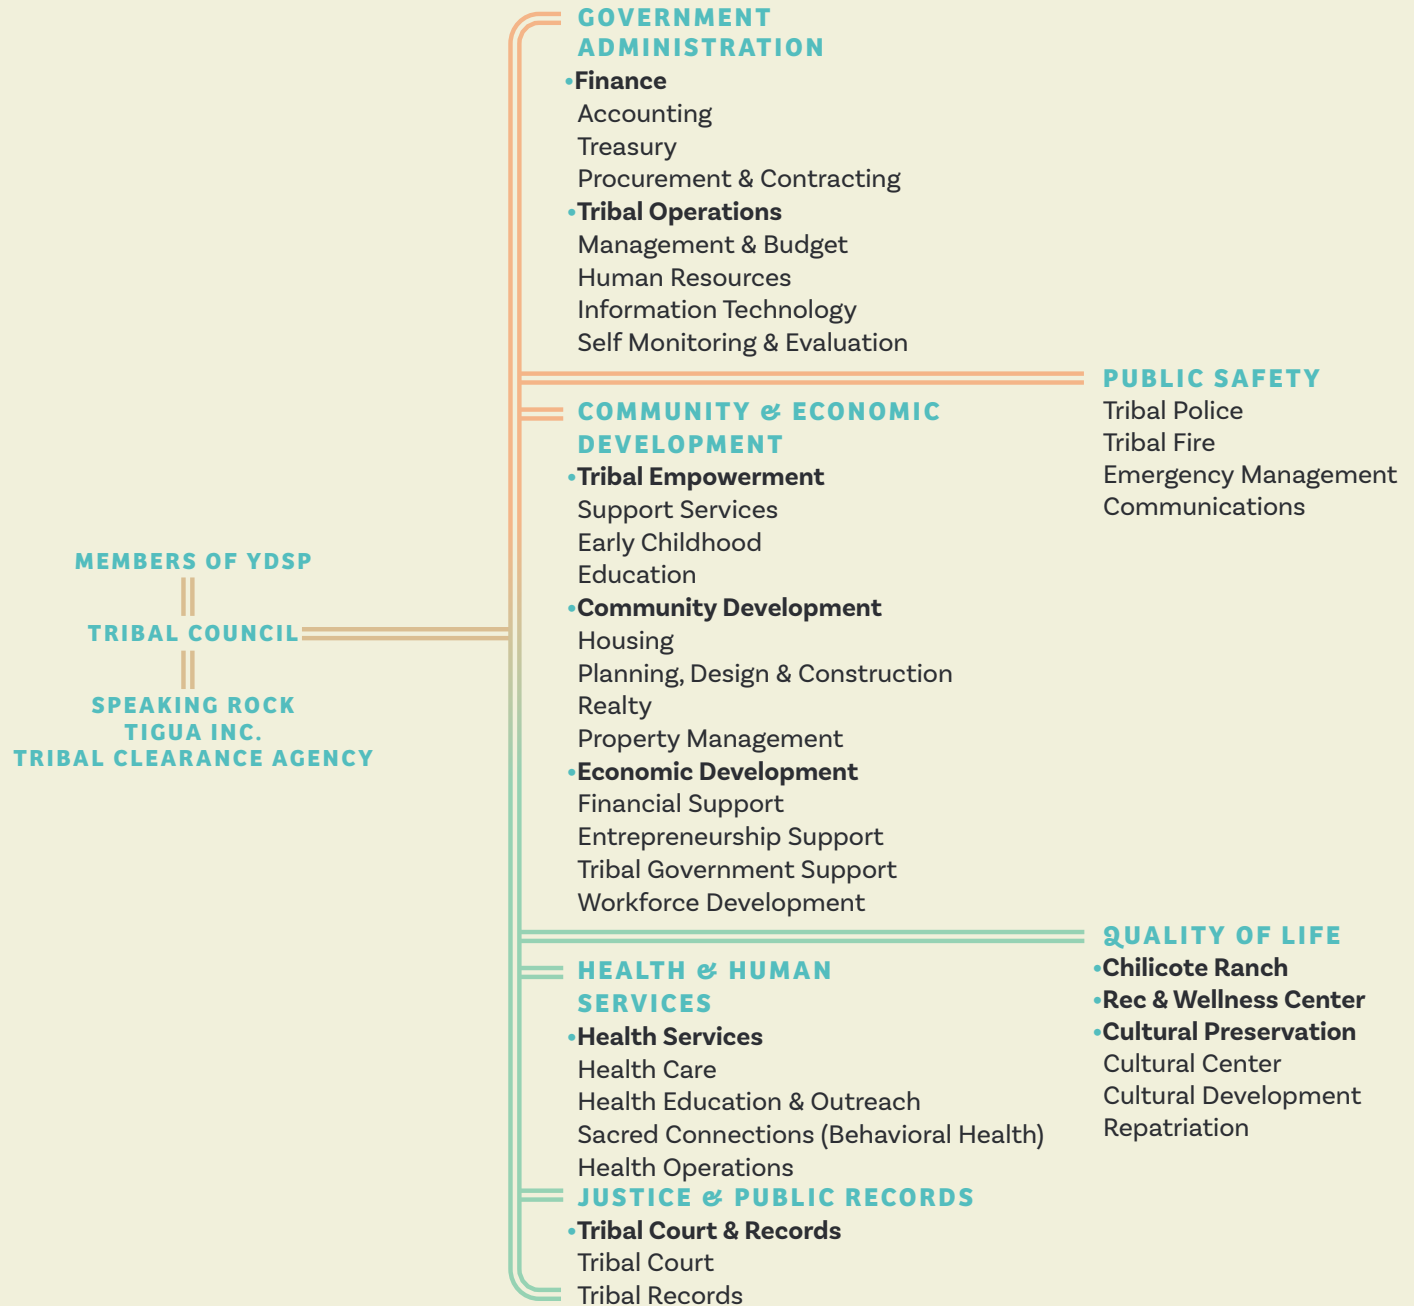 MEMBERS OF YDSP
TRIBAL COUNCIL
SPEAKING ROCK
TIGUA INC.
TRIBAL CLEARANCE AGENCY
GOVERNMENT
ADMINISTRATION
•Finance
Accounting
Treasury
Procurement & Contracting
•Tribal Operations
Management & Budget
Human Resources
Information Technology
Self Monitoring & Evaluation
PUBLIC SAFETY
Tribal Police
Tribal Fire
Emergency Management
Communications
COMMUNITY & ECONOMIC
DEVELOPMENT
•Tribal Empowerment
Support Services
Early Childhood
Education
•Community Development
Housing
Planning, Design & Construction
Realty
Property Management
•Economic Development
Financial Support
Entrepreneurship Support
Tribal Government Support
Workforce Development
QUALITY OF LIFE
•Chilicote Ranch
•Rec & Wellness Center
•Cultural Preservation
Cultural Center
Cultural Development
Repatriation
HEALTH & HUMAN
SERVICES
•Health Services
Health Care
Health Education & Outreach
Sacred Connections (Behavioral Health)
Health Operations
JUSTICE & PUBLIC RECORDS
•Tribal Court & Records
Tribal Court
Tribal Records